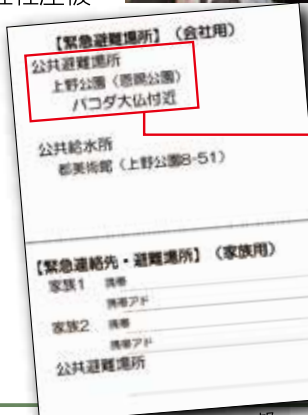 【緊急避難場所】（会社用）
公共避難場所
上野公園（恩賜公園）
パゴダ大仏付近
公共給水所
都美術館（上野公園8-51）
【緊急連絡先・避難場所】（家族用）
家族1 携帯
携帯アド
家族2 携帯
携帯アド
公共避難場所